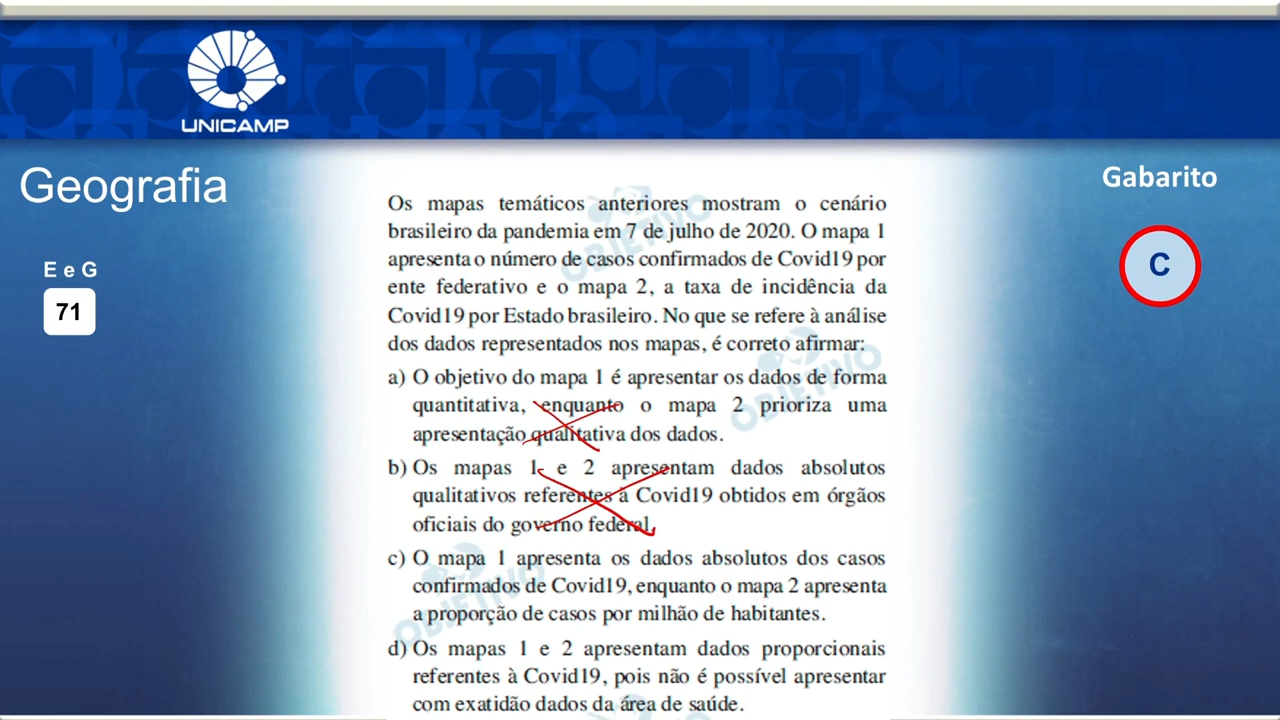 UNICAMP
Geografia
Gabarito
C
E e G
71
Os mapas temáticos anteriores mostram o cenário
brasileiro da pandemia em 7 de julho de 2020. O mapa 1
apresenta o número de casos confirmados de Covid19 por
ente federativo e o mapa 2, a taxa de incidência da
Covid19 por Estado brasileiro. No que se refere à análise
dos dados representados nos mapas, é correto afirmar:
a) O objetivo do mapa 1 é apresentar os dados de forma
quantitativa, enquanto o mapa 2 prioriza uma
apresentação qualitativa dos dados.
b) Os mapas 1 e 2 apresentam dados absolutos
qualitativos referentes à Covid19 obtidos em órgãos
oficiais do governo federal.
c) O mapa 1 apresenta os dados absolutos dos casos
confirmados de Covid19, enquanto o mapa 2 apresenta
a proporção de casos por milhão de habitantes.
d) Os mapas 1 e 2 apresentam dados proporcionais
referentes à Covid19, pois não é possível apresentar
com exatidão dados da área de saúde.
OBJETIVO
OBJETIVO
OBJETIVO